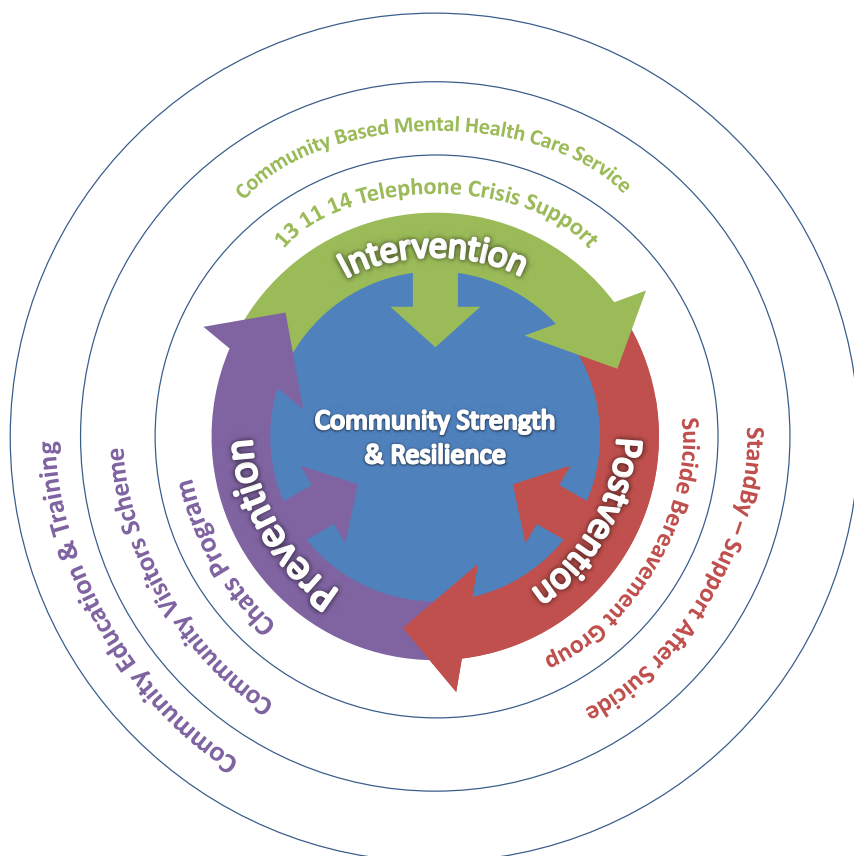 Community Based Mental Health Care Service
13 11 14 Telephone Crisis Support
Intervention
Community Strength
& Resilience
Postvention
Suicide Bereavement Group
StandBy – Support After Suicide
Prevention
Chats Program
Community Visitors Scheme
Community Education & Training